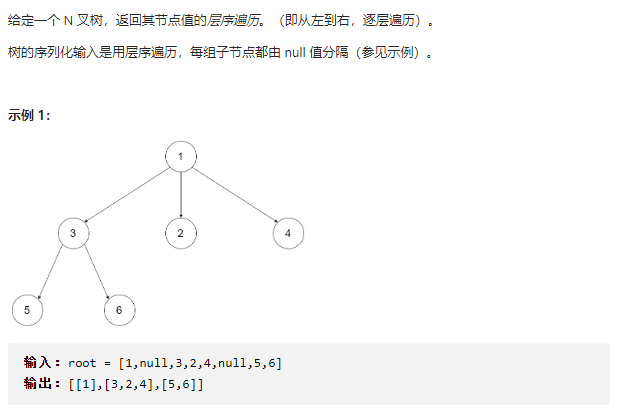 给定一个 N 叉树，返回其节点值的层序遍历。（即从左到右，逐层遍历）。
树的序列化输入是用层序遍历，每组子节点都由 null 值分隔（参见示例）。
示例 1：
1
3
2
4
5
6
输入：root = [1,null,3,2,4,null,5,6]
输出：[[1],[3,2,4],[5,6]]